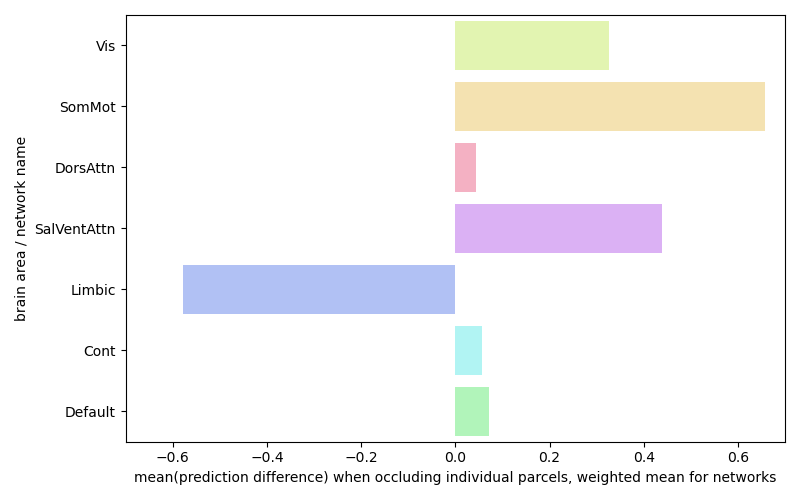 Vis
SomMot
DorsAttn
SalVentAttn
Limbic
Cont
Default
brain area / network name
−0.6 −0.4 −0.2 0.0 0.2 0.4 0.6
mean(prediction difference) when occluding individual parcels, weighted mean for networks